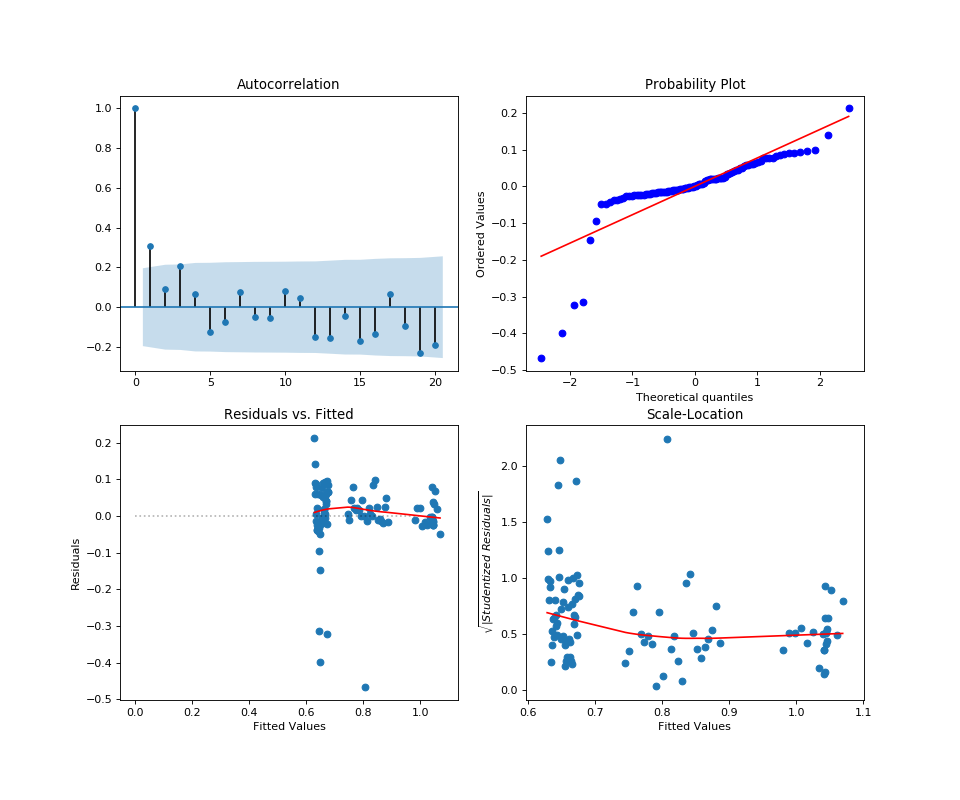 Autocorrelation
1.0
0.8
0.6
0.4
0.2
0.0
−0.2
0 5 10 15 20
Probability Plot
Ordered Values
0.2
0.1
0.0
−0.1
−0.2
−0.3
−0.4
−0.5
−2 −1 0 1 2
Theoretical quantiles
Residuals vs. Fitted
Residuals
0.2
0.1
0.0
−0.1
−0.2
−0.3
−0.4
−0.5
0.0 0.2 0.4 0.6 0.8 1.0
Fitted Values
Scale-Location
√|Studentized Residuals|
2.0
1.5
1.0
0.5
0.0
0.6 0.7 0.8 0.9 1.0 1.1
Fitted Values